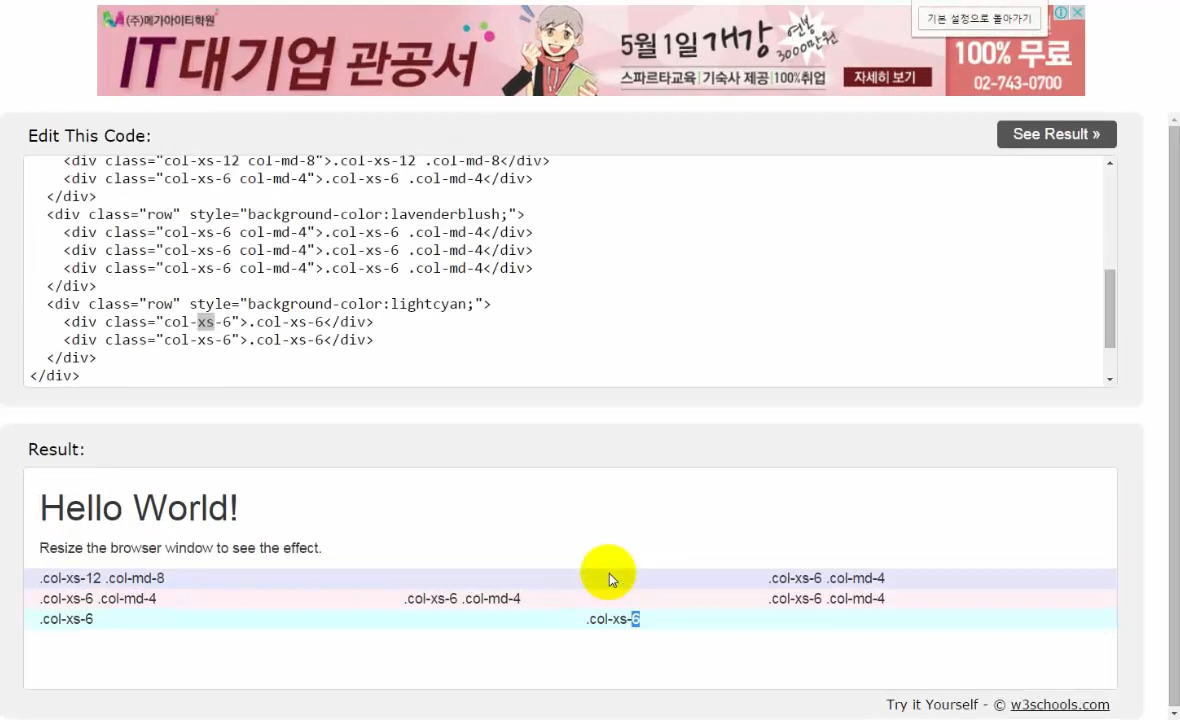 (주)메가아이티학원
IT대기업 관공서
5월 1일 개강
연봉
3000만원
스파르타교육|기숙사 제공|100%취업
자세히 보기
기본 설정으로 돌아가기
100% 무료
02-743-0700
Edit This Code:
See Result »
<div class="col-xs-12 col-md-8">.col-xs-12 .col-md-8</div>
<div class="col-xs-6 col-md-4">.col-xs-6 .col-md-4</div>
</div>
<div class="row" style="background-color:lavenderblush;">
<div class="col-xs-6 col-md-4">.col-xs-6 .col-md-4</div>
<div class="col-xs-6 col-md-4">.col-xs-6 .col-md-4</div>
<div class="col-xs-6 col-md-4">.col-xs-6 .col-md-4</div>
</div>
<div class="row" style="background-color:lightcyan;">
<div class="col-xs-6">.col-xs-6</div>
<div class="col-xs-6">.col-xs-6</div>
</div>
</div>
Result:
Hello World!
Resize the browser window to see the effect.
.col-xs-12 .col-md-8 .col-xs-6 .col-md-4
.col-xs-6 .col-md-4 .col-xs-6 .col-md-4 .col-xs-6 .col-md-4
.col-xs-6 .col-xs-6
Try it Yourself - © w3schools.com